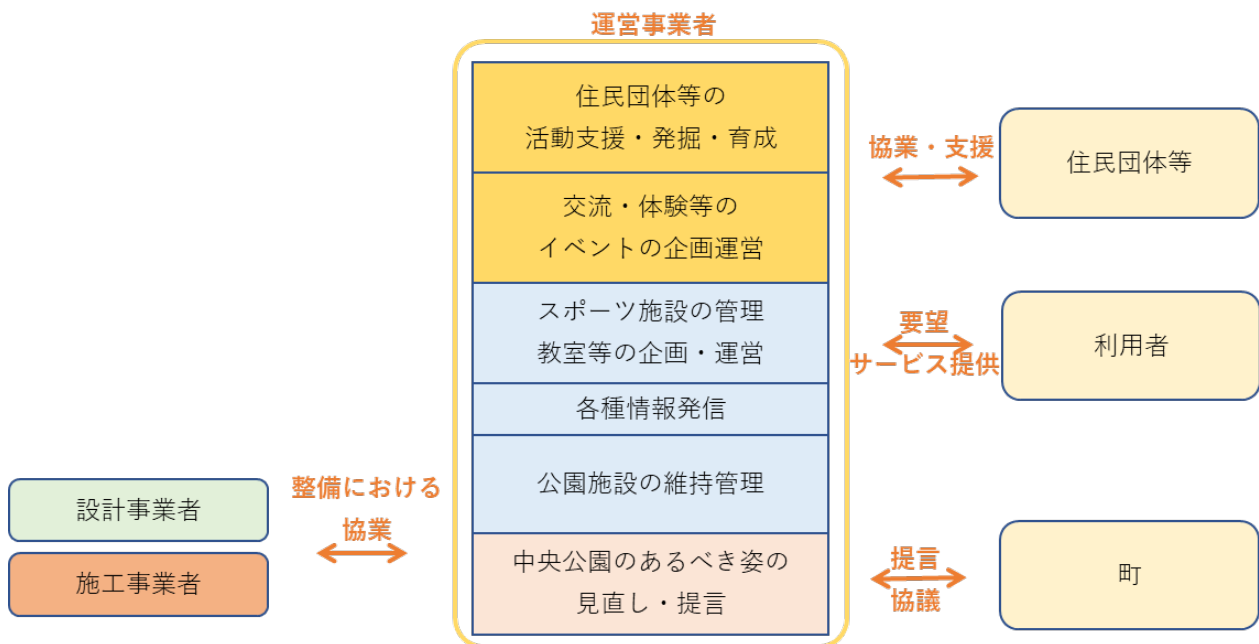 運営事業者
住民団体等の
活動支援・発掘・育成
交流・体験等の
イベントの企画運営
スポーツ施設の管理
教室等の企画・運営
各種情報発信
公園施設の維持管理
中央公園のあるべき姿の
見直し・提言
設計事業者
施工事業者
整備における
協業
協業・支援
住民団体等
要望
サービス提供
利用者
提言
協議
町